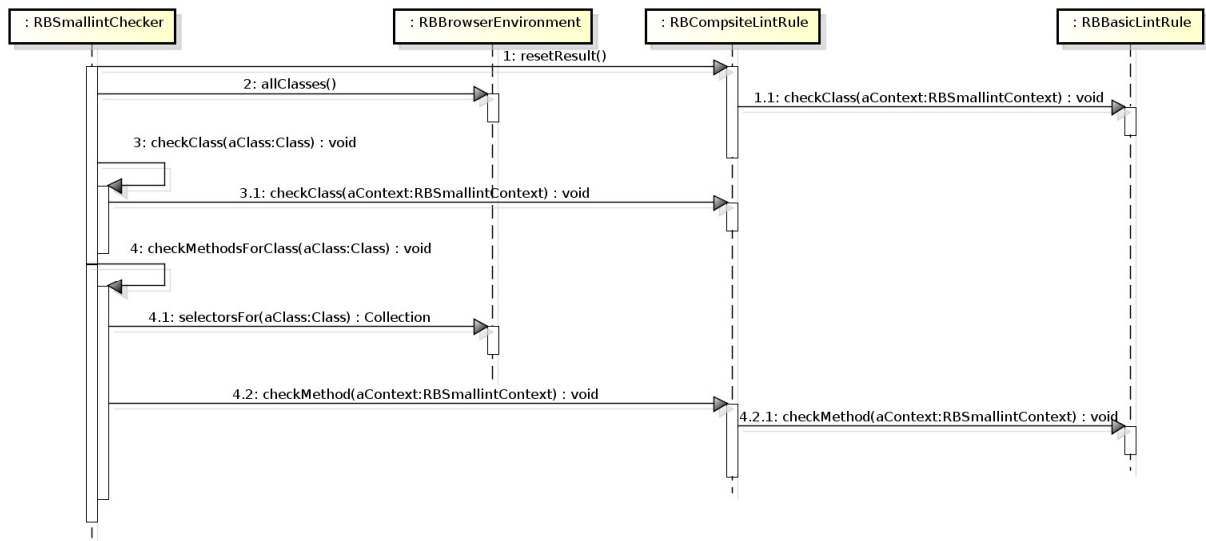 : RBSmallintChecker
: RBBrowserEnvironment
: RBCompsiteLintRule
: RBBasicLintRule
1: resetResult()
2: allClasses()
1.1: checkClass(aContext:RBSmallintContext) : void
3: checkClass(aClass:Class) : void
3.1: checkClass(aContext:RBSmallintContext) : void
4: checkMethodsForClass(aClass:Class) : void
4.1: selectorsFor(aClass:Class) : Collection
4.2: checkMethod(aContext:RBSmallintContext) : void
4.2.1: checkMethod(aContext:RBSmallintContext) : void